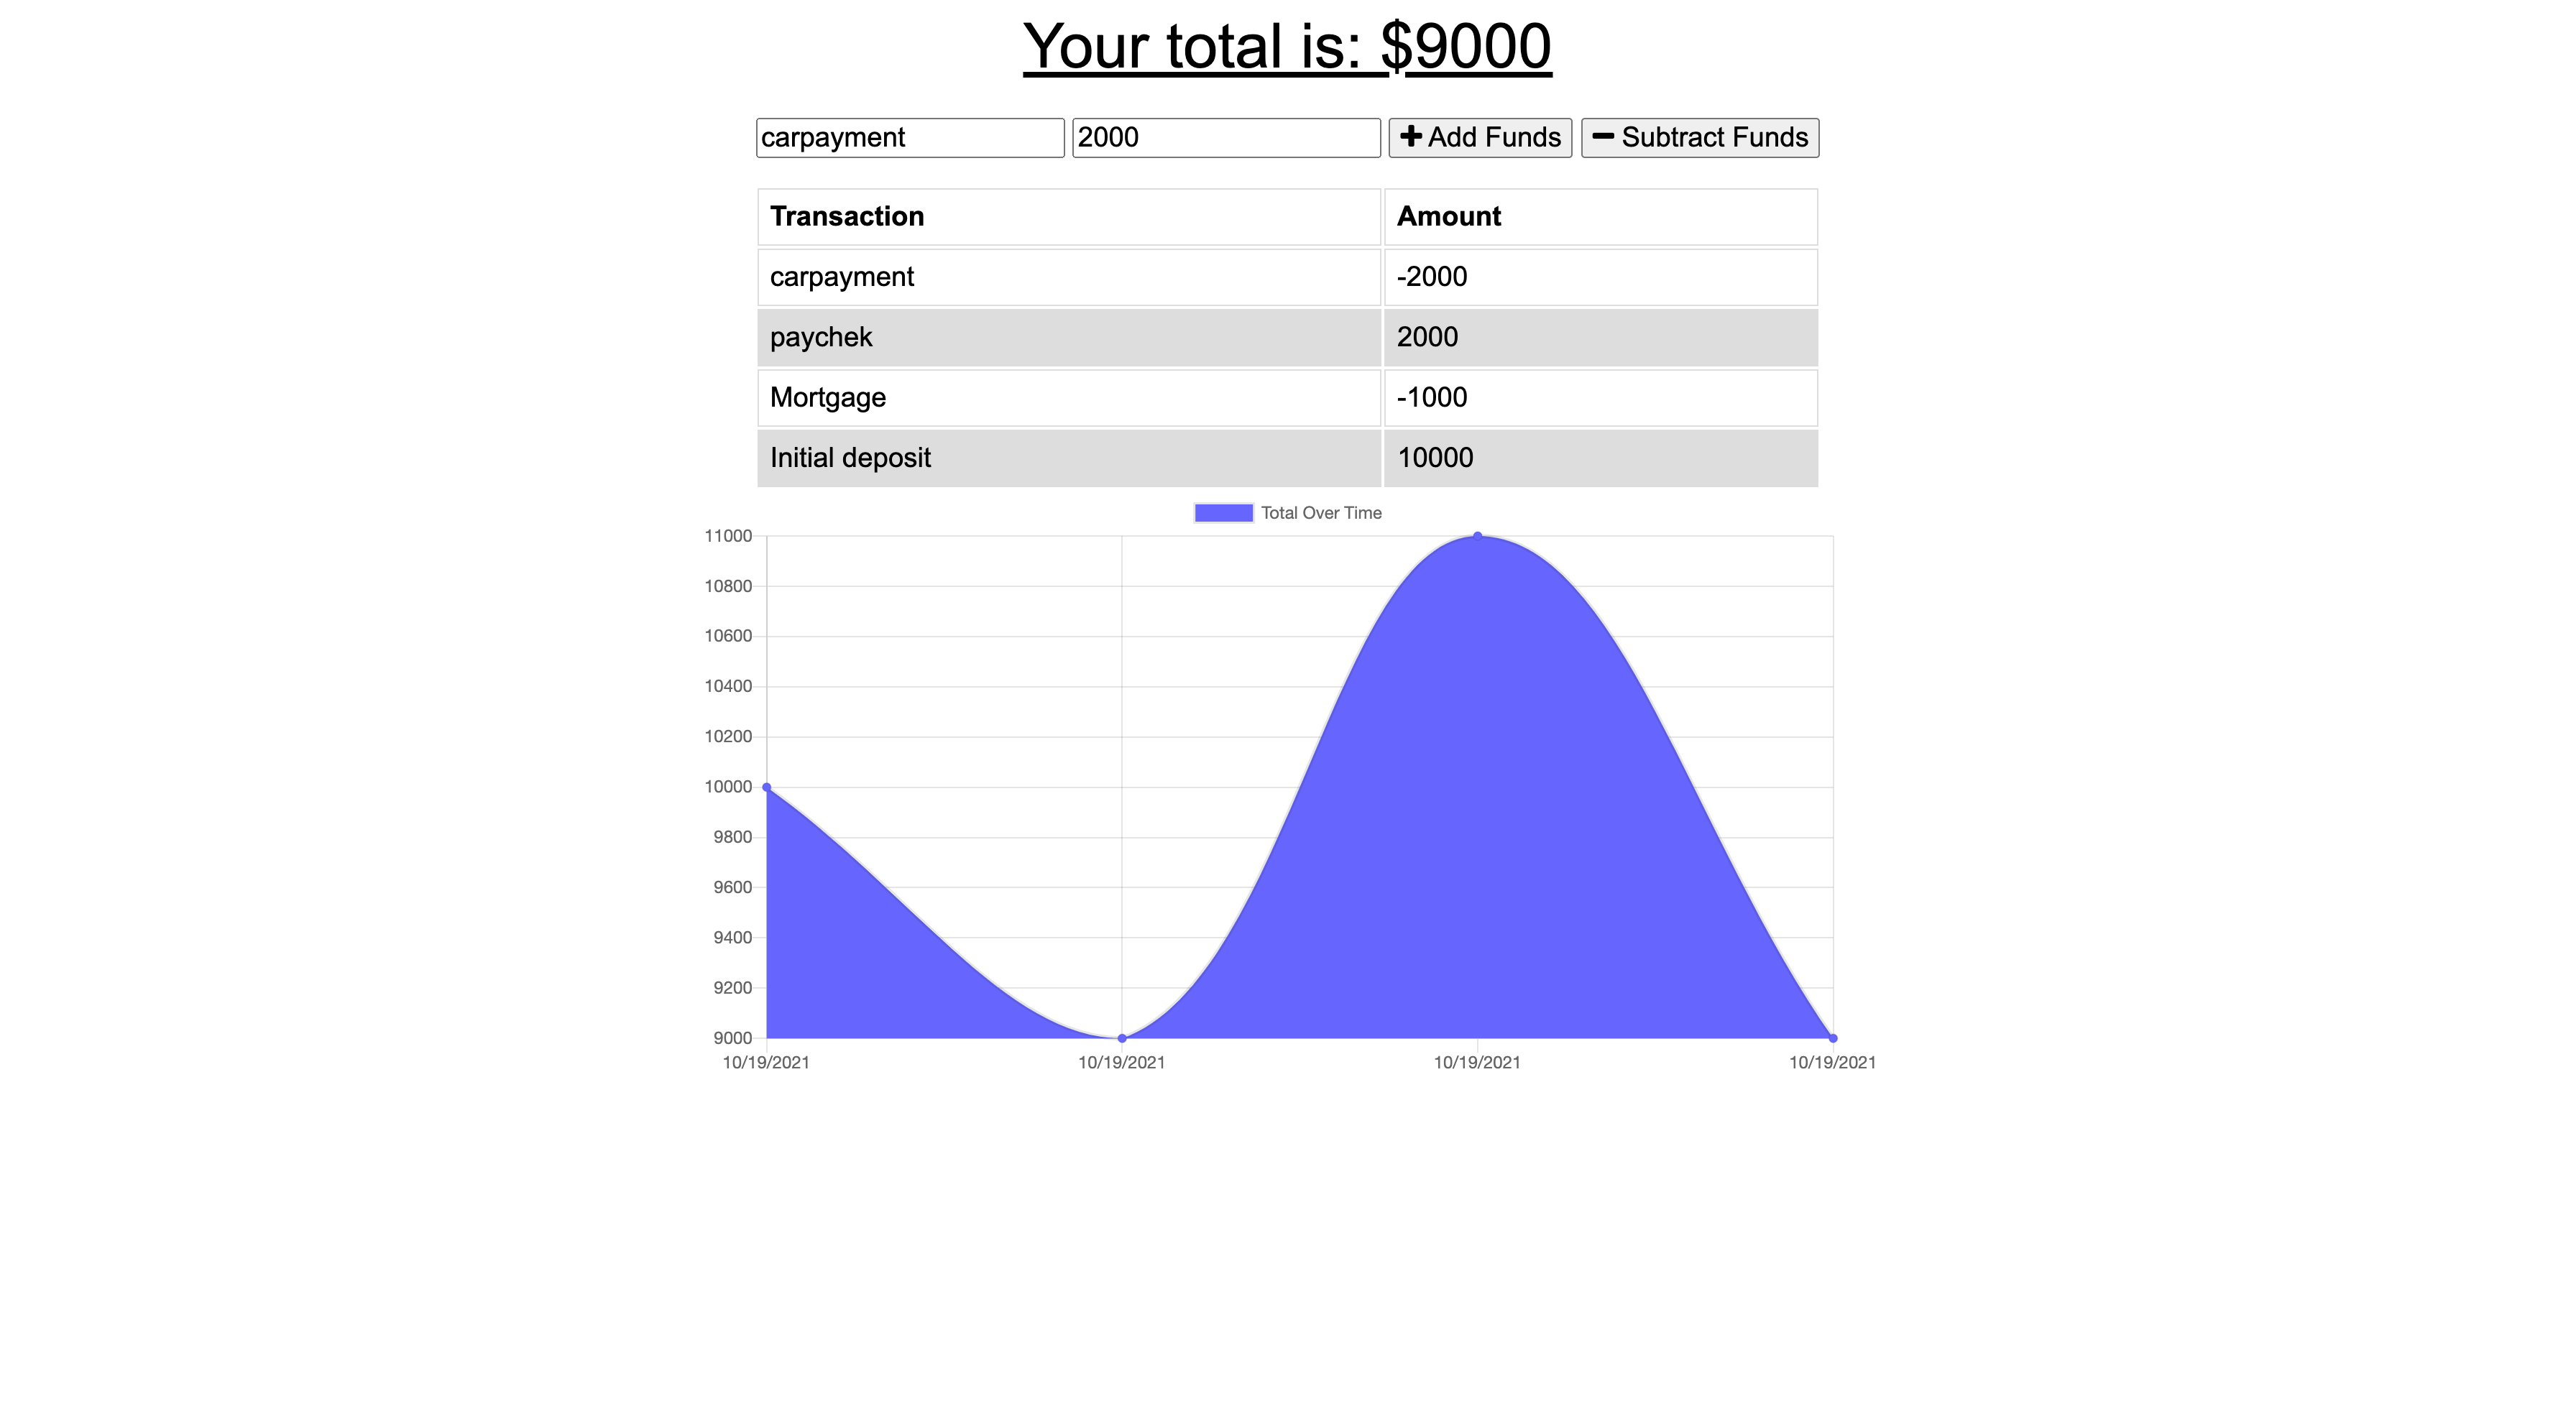 Your total is: $9000
carpayment 2000 Add Funds Subtract Funds
Transaction Amount
carpayment -2000
paychek 2000
Mortgage -1000
Initial deposit 10000
Total Over Time
11000
10800
10600
10400
10200
10000
9800
9600
9400
9200
9000
10/19/2021 10/19/2021 10/19/2021 10/19/2021